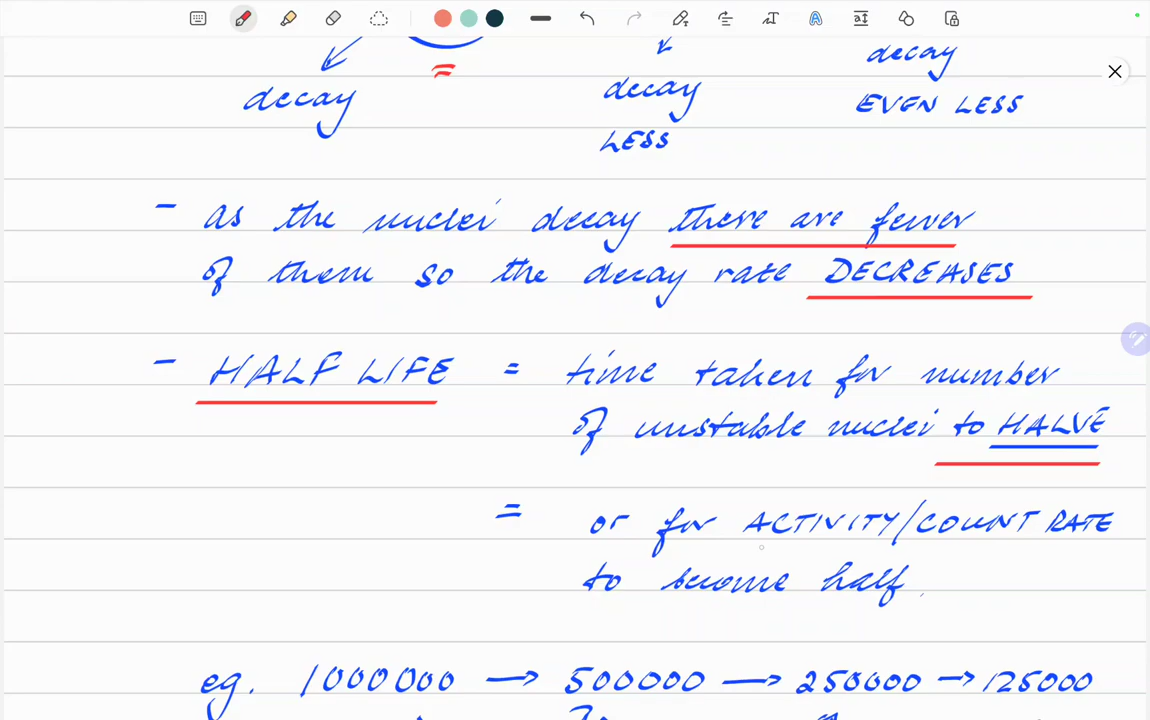 decay decay decay
LESS EVEN LESS
- as the nuclei decay there are fewer
of them so the decay rate DECREASES
- HALF LIFE = time taken for number
of unstable nuclei to HALVE
= or for ACTIVITY/COUNT RATE
to become half.
eg. 1000000 → 500000 → 250000 → 125000